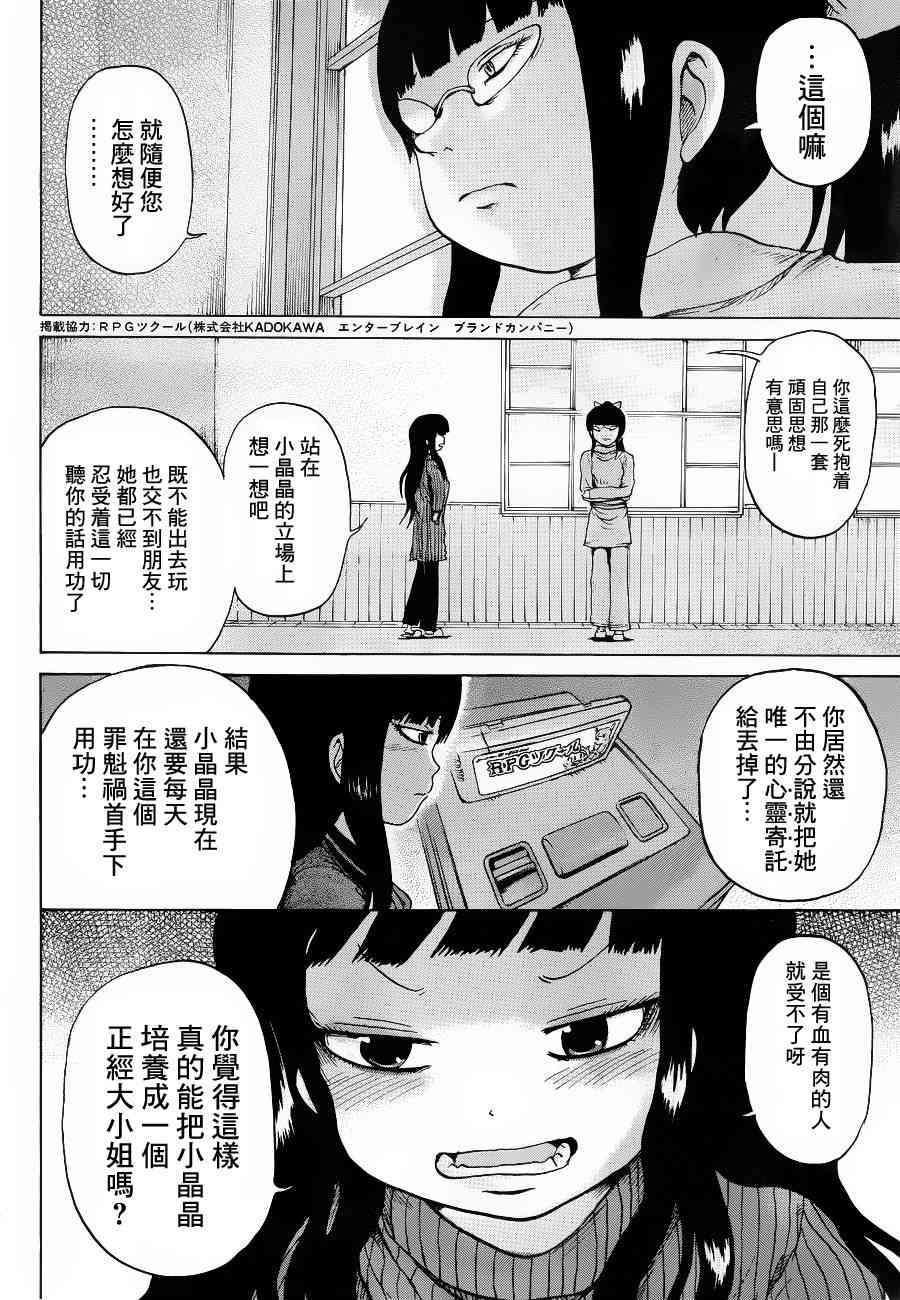 …這個嘛
就隨便您
怎麼想好了
………
掲載協力：ＲＰＧツクール（株式会社KADOKAWA　エンターブレイン　ブランドカンパニー）
你這麼死抱着
自己那一套
頑固思想
有意思嗎—
站在
小晶晶的立場上
想一想吧
既不能出去玩
也交不到朋友…
她都已經
忍受着這一切
聽你的話用功了
你居然還
不由分說就把她
唯一的心靈寄託
給丟掉了…
RPGツクール
結果
小晶晶現在
還要每天
在你這個
罪魁禍首手下
用功…
是個有血有肉的人
就受不了呀
你覺得這樣
真的能把小晶晶
培養成一個
正經大小姐嗎？